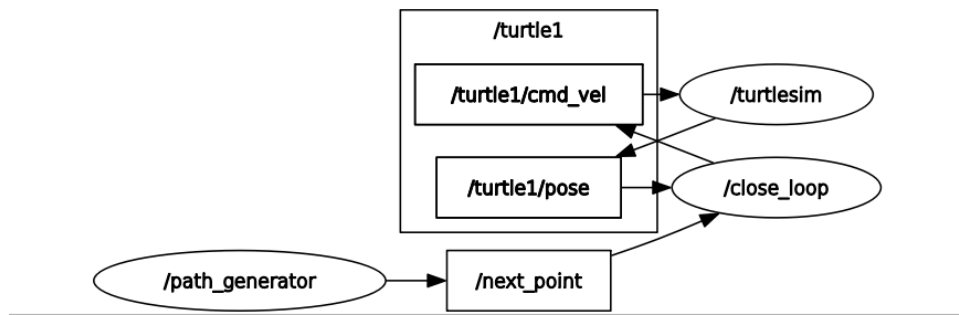 /turtle1
/turtle1/cmd_vel
/turtlesim
/turtle1/pose
/close_loop
/path_generator
/next_point